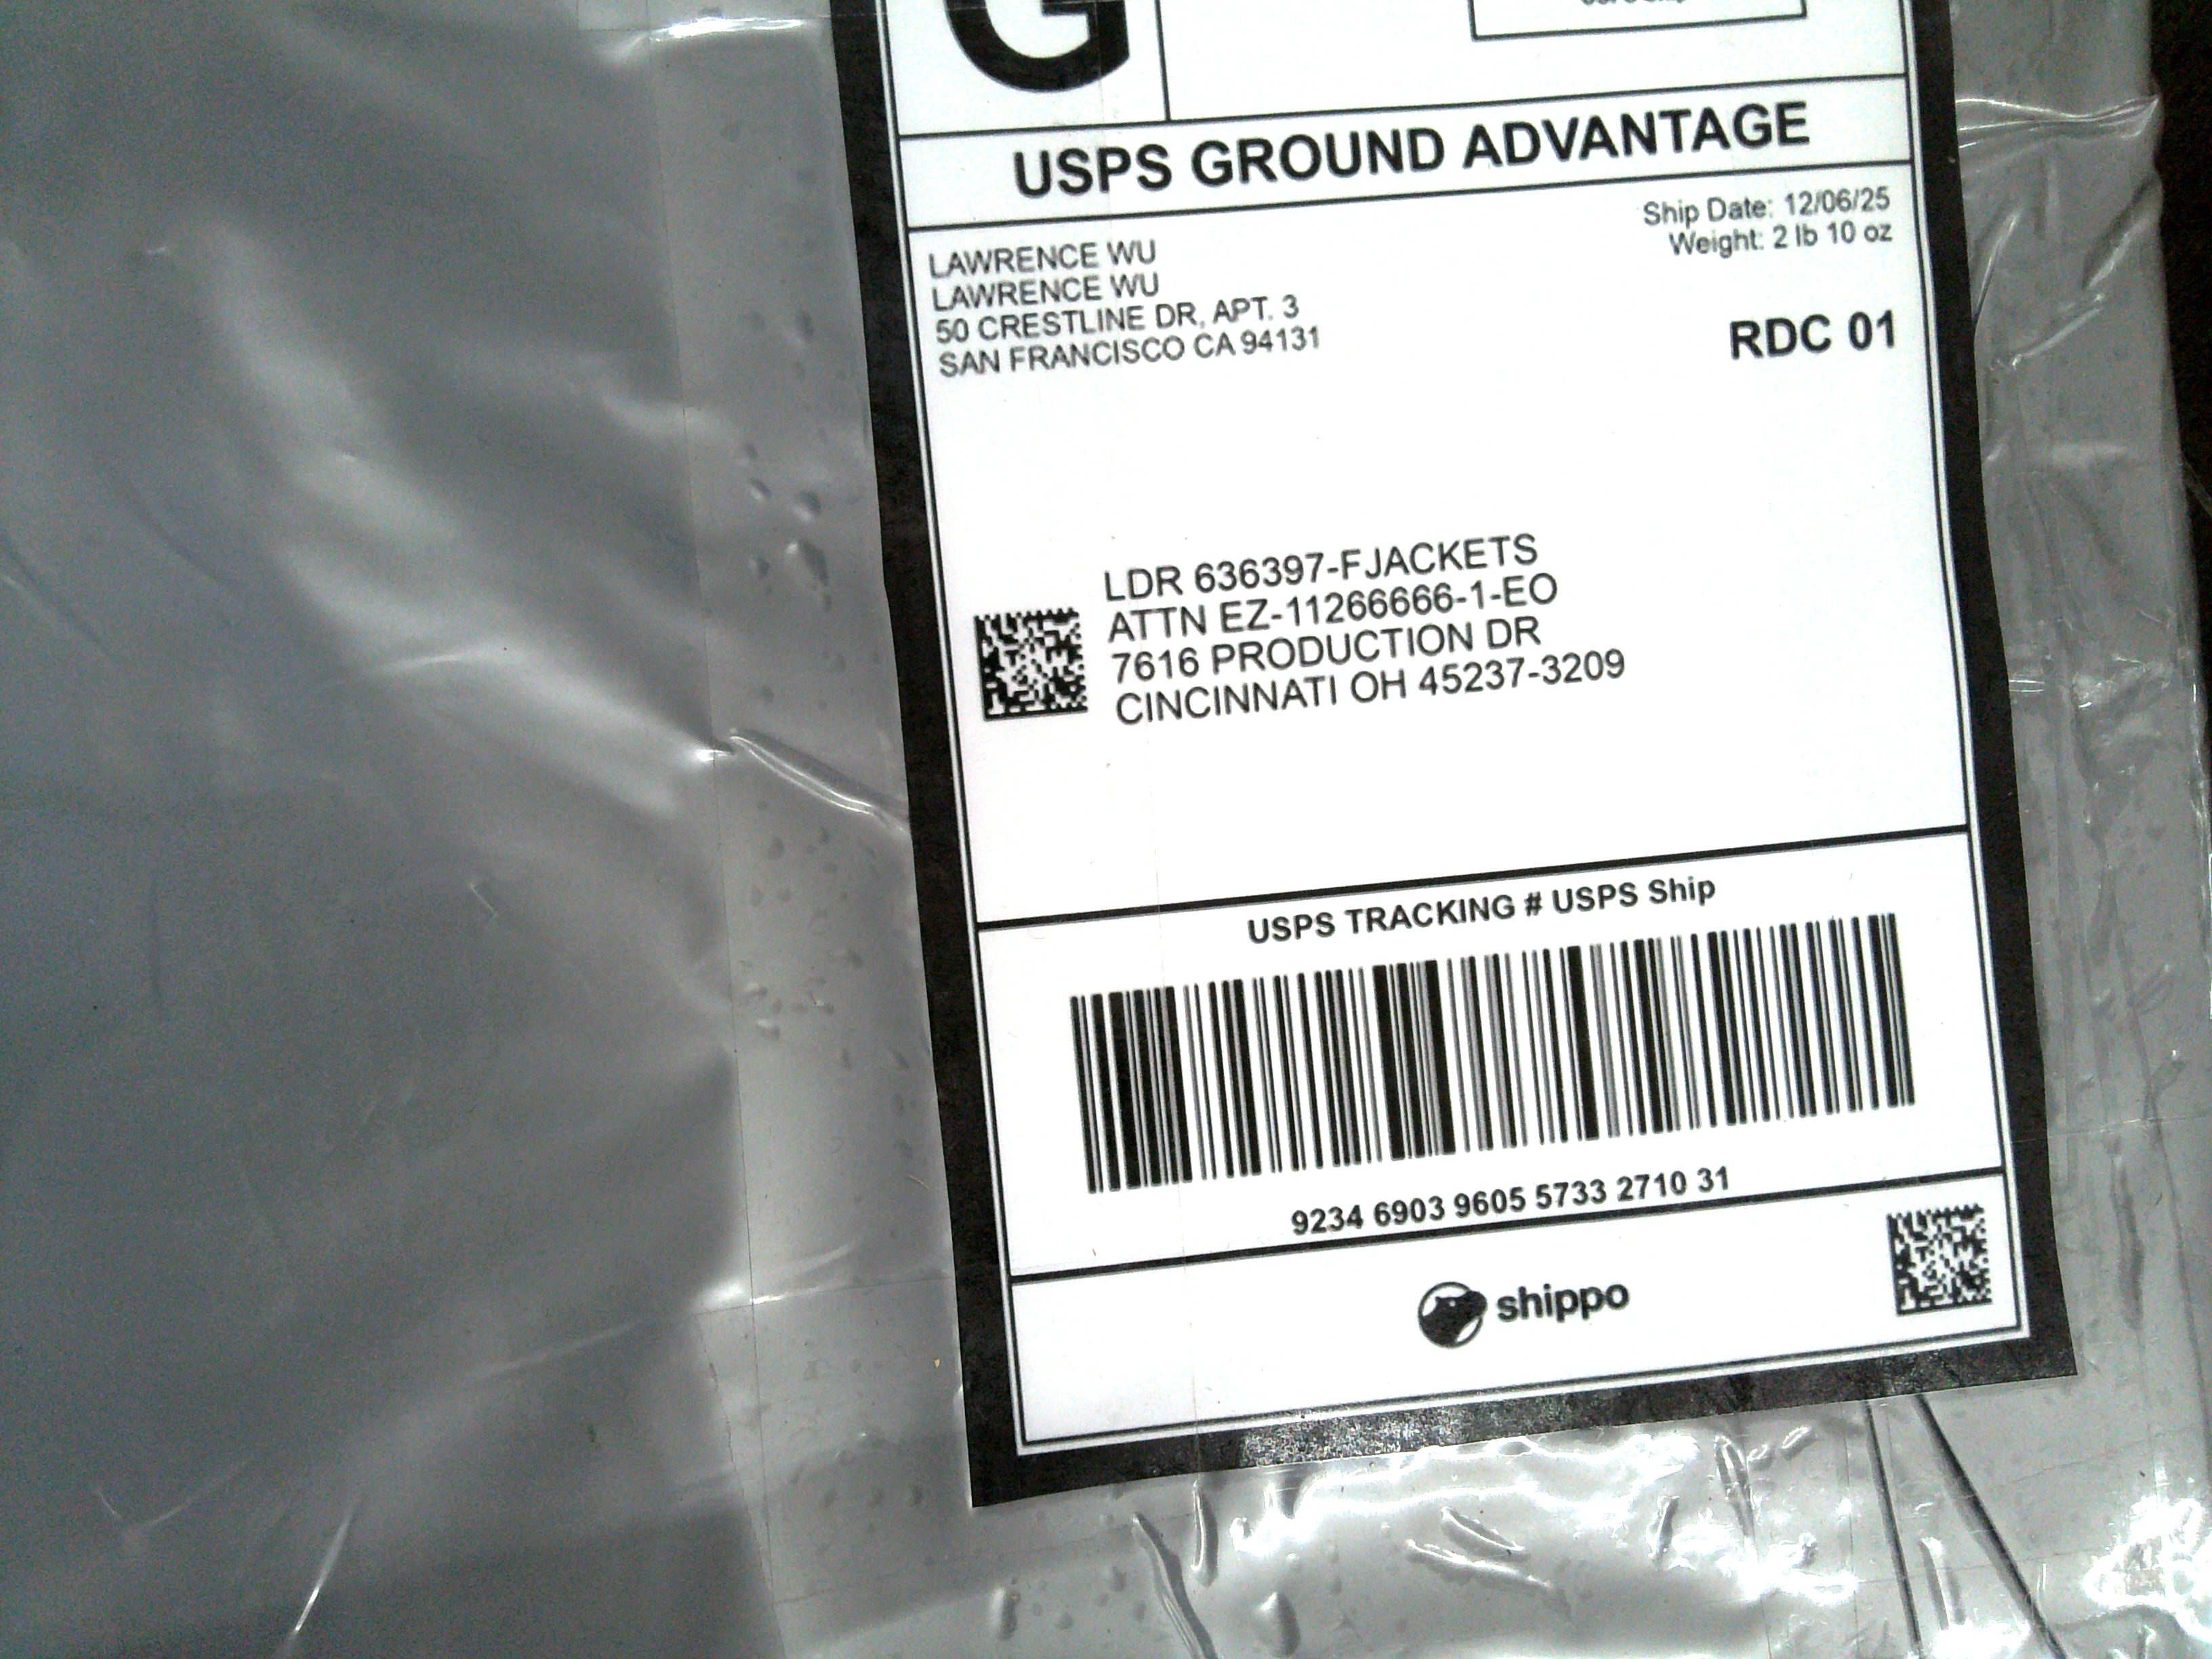 G
USPS GROUND ADVANTAGE
Ship Date: 12/06/25
Weight: 2 lb 10 oz
LAWRENCE WU
LAWRENCE WU
50 CRESTLINE DR, APT. 3
SAN FRANCISCO CA 94131
RDC 01
LDR 636397-FJACKETS
ATTN EZ-11266666-1-EO
7616 PRODUCTION DR
CINCINNATI OH 45237-3209
USPS TRACKING # USPS Ship
9234 6903 9605 5733 2710 31
shippo